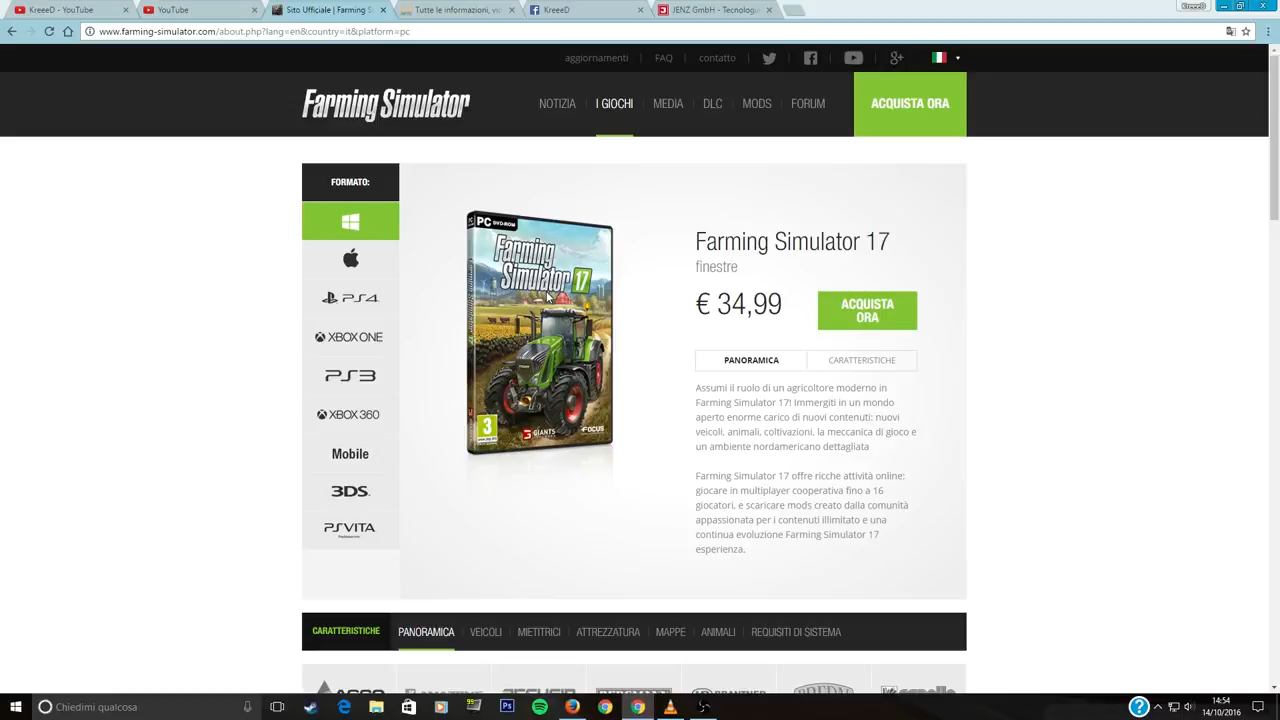 KreeeD - YouTube
YouTube
Sito Ufficiale | Farming S
Tutte le informazioni, vid
KreeeD
JENZ GmbH - Tecnologi
KreeeD
www.farming-simulator.com/about.php?lang=en&country=it&platform=pc
aggiornamenti
FAQ
contatto
Farming Simulator
NOTIZIA
I GIOCHI
MEDIA
DLC
MODS
FORUM
ACQUISTA ORA
FORMATO:
PS4
XBOX ONE
PS3
XBOX 360
Mobile
3DS
PSVITA
PC DVD-ROM
Farming
Simulator 17
3
GIANTS
FOCUS
Farming Simulator 17
finestre
€ 34,99
ACQUISTA
ORA
PANORAMICA
CARATTERISTICHE
Assumi il ruolo di un agricoltore moderno in
Farming Simulator 17! Immergiti in un mondo
aperto enorme carico di nuovi contenuti: nuovi
veicoli, animali, coltivazioni, la meccanica di gioco e
un ambiente nordamericano dettagliata
Farming Simulator 17 offre ricche attività online:
giocare in multiplayer cooperativa fino a 16
giocatori, e scaricare mods creato dalla comunità
appassionata per i contenuti illimitato e una
continua evoluzione Farming Simulator 17
esperienza.
CARATTERISTICHE
PANORAMICA
VEICOLI
MIETITRICI
ATTREZZATURA
MAPPE
ANIMALI
REQUISITI DI SISTEMA
AGCO
Chiedimi qualcosa
14:54
14/10/2016